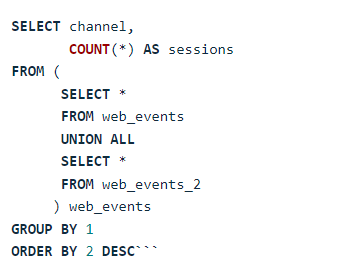 SELECT channel,
       COUNT(*) AS sessions
FROM (
      SELECT *
      FROM web_events
      UNION ALL
      SELECT *
      FROM web_events_2
     ) web_events
GROUP BY 1
ORDER BY 2 DESC```